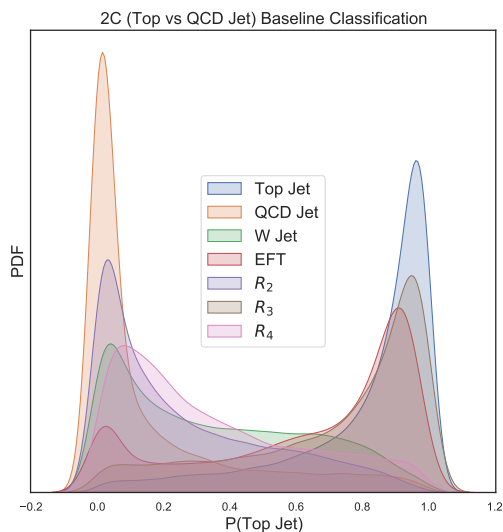 2C (Top vs QCD Jet) Baseline Classification
PDF
Top Jet
QCD Jet
W Jet
EFT
R₂
R₃
R₄
−0.2 0.0 0.2 0.4 0.6 0.8 1.0 1.2
P(Top Jet)